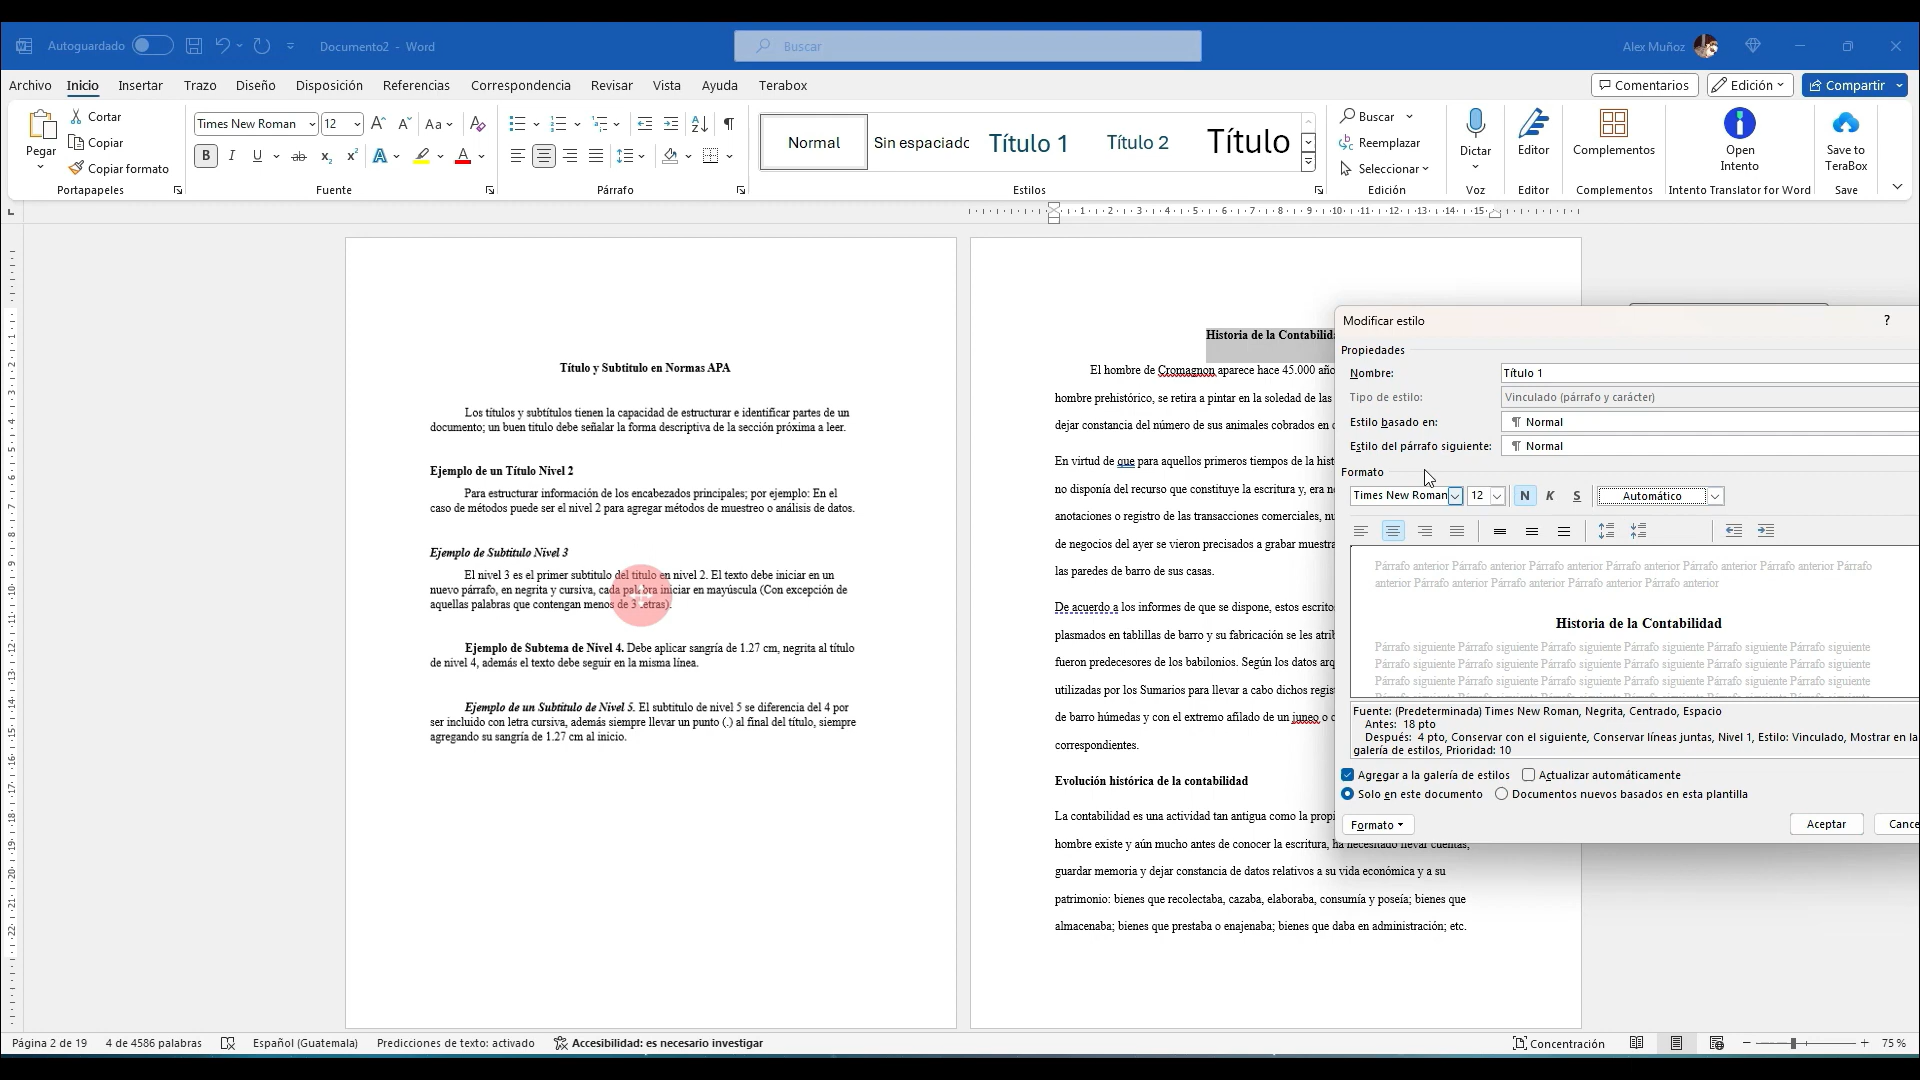 Autoguardado
Documento2 - Word
Buscar
Alex Muñoz
Archivo Inicio Insertar Trazo Diseño Disposición Referencias Correspondencia Revisar Vista Ayuda Terabox
Comentarios Edición Compartir
Pegar
Cortar
Copiar
Copiar formato
Portapapeles
Times New Roman 12
Fuente
Párrafo
Normal Sin espaciado Título 1 Título 2 Título
Estilos
Buscar
Reemplazar
Seleccionar
Edición
Dictar
Voz
Editor
Editor
Complementos
Complementos
Open
Intento
Intento Translator for Word
Save to
TeraBox
Save
Título y Subtitulo en Normas APA
Los títulos y subtítulos tienen la capacidad de estructurar e identificar partes de un
documento; un buen titulo debe señalar la forma descriptiva de la sección próxima a leer.
Ejemplo de un Título Nivel 2
Para estructurar información de los encabezados principales; por ejemplo: En el
caso de métodos puede ser el nivel 2 para agregar métodos de muestreo o análisis de datos.
Ejemplo de Subtitulo Nivel 3
El nivel 3 es el primer subtitulo del titulo en nivel 2. El texto debe iniciar en un
nuevo párrafo, en negrita y cursiva, cada palabra iniciar en mayúscula (Con excepción de
aquellas palabras que contengan menos de 3 letras).
Ejemplo de Subtema de Nivel 4. Debe aplicar sangría de 1.27 cm, negrita al título
de nivel 4, además el texto debe seguir en la misma línea.
Ejemplo de un Subtitulo de Nivel 5. El subtitulo de nivel 5 se diferencia del 4 por
ser incluido con letra cursiva, además siempre llevar un punto (.) al final del título, siempre
agregando su sangría de 1.27 cm al inicio.
Historia de la Contabilida
El hombre de Cromagnon aparece hace 45.000 año
hombre prehistórico, se retira a pintar en la soledad de las
dejar constancia del número de sus animales cobrados en
En virtud de que para aquellos primeros tiempos de la hist
no disponía del recurso que constituye la escritura y, era
anotaciones o registro de las transacciones comerciales,
de negocios del ayer se vieron precisados a grabar muestra
las paredes de barro de sus casas.
De acuerdo a los informes de que se dispone, estos escrito
plasmados en tablillas de barro y su fabricación se les atri
fueron predecesores de los babilonios. Según los datos
utilizadas por los Sumarios para llevar a cabo dichos regis
de barro húmedas y con el extremo afilado de un juneo o
correspondientes.
Evolución histórica de la contabilidad
La contabilidad es una actividad tan antigua como la propi
hombre existe y aún mucho antes de conocer la escritura, ha necesitado llevar cuentas,
guardar memoria y dejar constancia de datos relativos a su vida económica y a su
patrimonio: bienes que recolectaba, cazaba, elaboraba, consumía y poseía; bienes que
almacenaba; bienes que prestaba o enajenaba; bienes que daba en administración; etc.
Modificar estilo ?
Propiedades
Nombre: Título 1
Tipo de estilo: Vinculado (párrafo y carácter)
Estilo basado en: ¶ Normal
Estilo del párrafo siguiente: ¶ Normal
Formato
Times New Roman 12 N K S Automático
Párrafo anterior Párrafo anterior Párrafo anterior Párrafo anterior Párrafo anterior Párrafo
anterior Párrafo anterior Párrafo anterior Párrafo anterior Párrafo anterior
Historia de la Contabilidad
Párrafo siguiente Párrafo siguiente Párrafo siguiente Párrafo siguiente Párrafo siguiente
Párrafo siguiente Párrafo siguiente Párrafo siguiente Párrafo siguiente Párrafo siguiente
Párrafo siguiente Párrafo siguiente Párrafo siguiente Párrafo siguiente Párrafo siguiente
Fuente: (Predeterminada) Times New Roman, Negrita, Centrado, Espacio
Antes: 18 pto
Después: 4 pto, Conservar con el siguiente, Conservar líneas juntas, Nivel 1, Estilo: Vinculado, Mostrar en la
galería de estilos, Prioridad: 10
Agregar a la galería de estilos Actualizar automáticamente
Solo en este documento Documentos nuevos basados en esta plantilla
Formato
Aceptar Cance
Página 2 de 19 4 de 4586 palabras Español (Guatemala) Predicciones de texto: activado Accesibilidad: es necesario investigar
Concentración 75 %